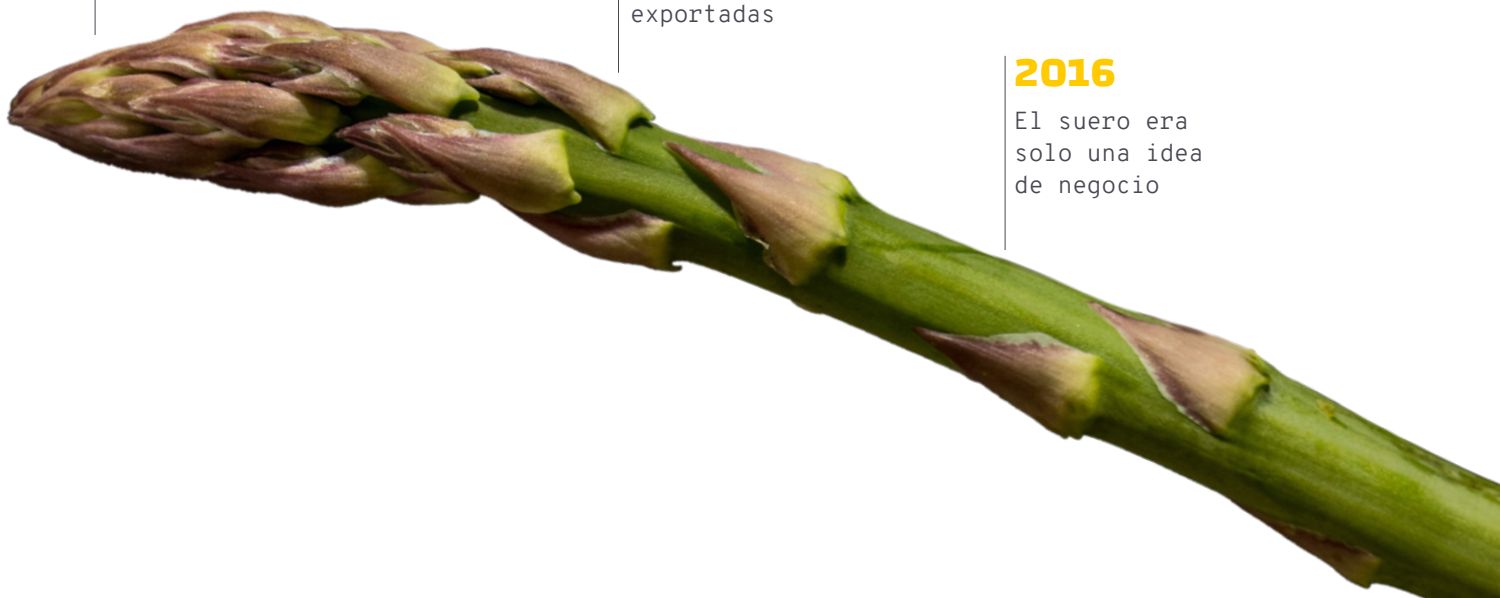 exportadas
2016
El suero era
solo una idea
de negocio